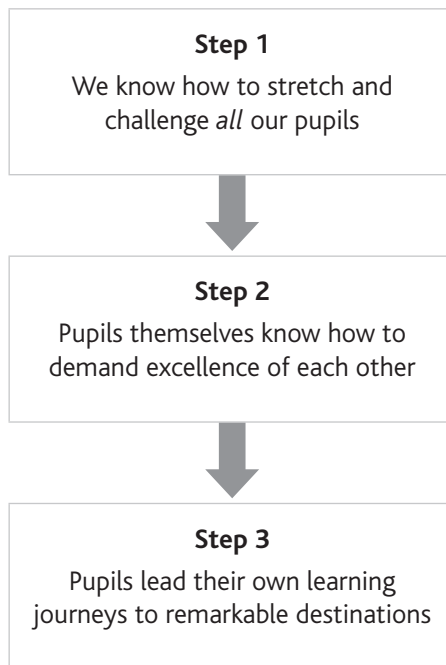 Step 1
We know how to stretch and
challenge all our pupils
Step 2
Pupils themselves know how to
demand excellence of each other
Step 3
Pupils lead their own learning
journeys to remarkable destinations